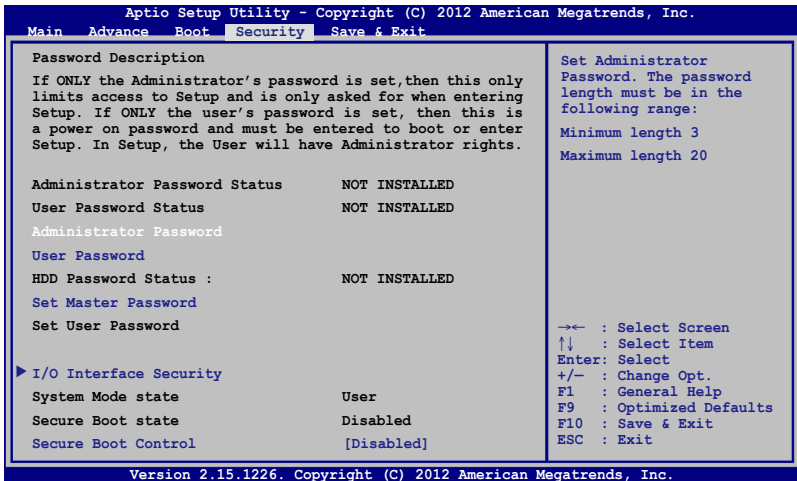 Aptio Setup Utility - Copyright (C) 2012 American Megatrends, Inc.
Main Advance Boot Security Save & Exit
Password Description
If ONLY the Administrator's password is set,then this only
limits access to Setup and is only asked for when entering
Setup. If ONLY the user's password is set, then this is
a power on password and must be entered to boot or enter
Setup. In Setup, the User will have Administrator rights.
Administrator Password Status NOT INSTALLED
User Password Status NOT INSTALLED
Administrator Password
User Password
HDD Password Status : NOT INSTALLED
Set Master Password
Set User Password
I/O Interface Security
System Mode state User
Secure Boot state Disabled
Secure Boot Control [Disabled]
Set Administrator
Password. The password
length must be in the
following range:
Minimum length 3
Maximum length 20
→← : Select Screen
↑↓ : Select Item
Enter: Select
+/— : Change Opt.
F1 : General Help
F9 : Optimized Defaults
F10 : Save & Exit
ESC : Exit
Version 2.15.1226. Copyright (C) 2012 American Megatrends, Inc.